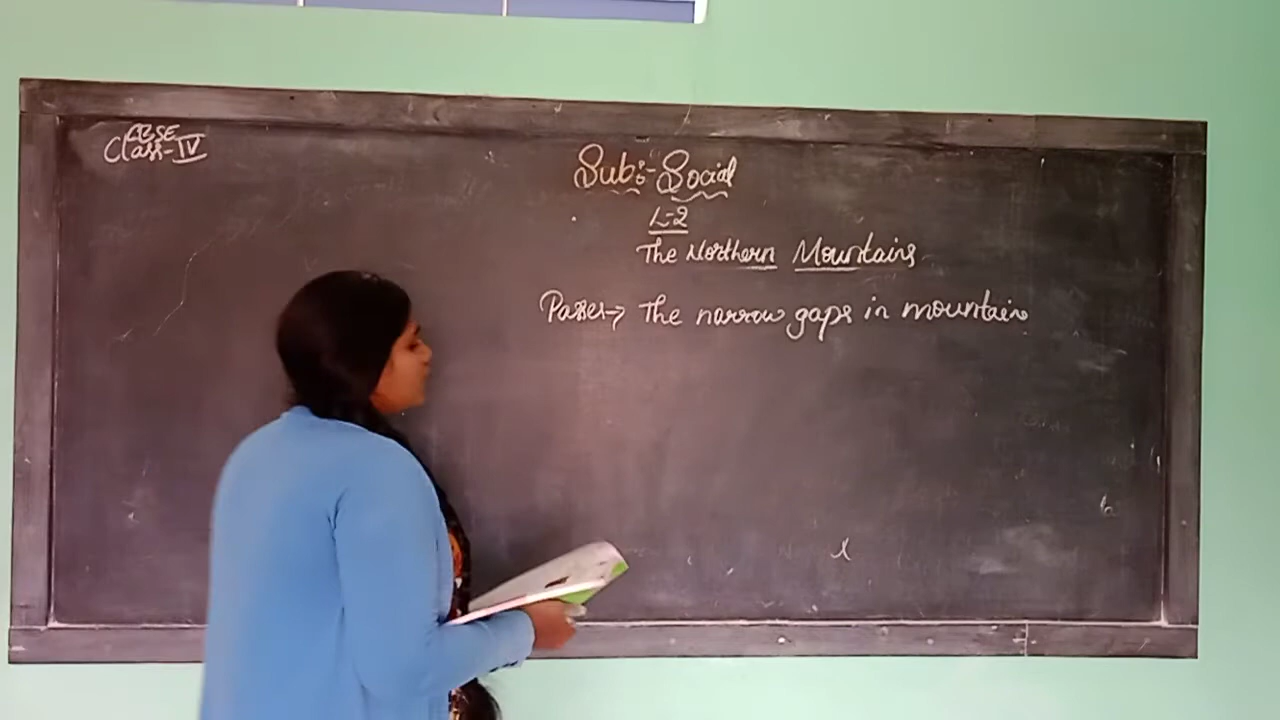 CBSE
Class-IV
Sub:- Social
L-2
The Northern Mountains
Passes→ The narrow gaps in mountains